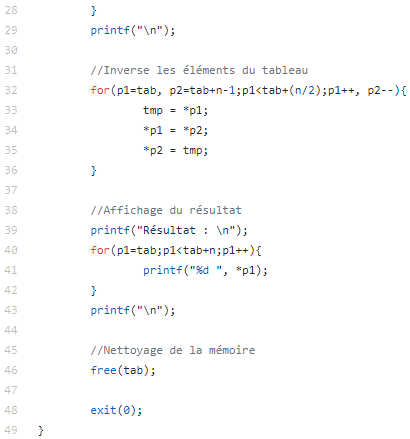 28 }
29 printf("\n");
30
31 //Inverse les éléments du tableau
32 for(p1=tab, p2=tab+n-1;p1<tab+(n/2);p1++, p2--){
33 tmp = *p1;
34 *p1 = *p2;
35 *p2 = tmp;
36 }
37
38 //Affichage du résultat
39 printf("Résultat : \n");
40 for(p1=tab;p1<tab+n;p1++){
41 printf("%d ", *p1);
42 }
43 printf("\n");
44
45 //Nettoyage de la mémoire
46 free(tab);
47
48 exit(0);
49 }